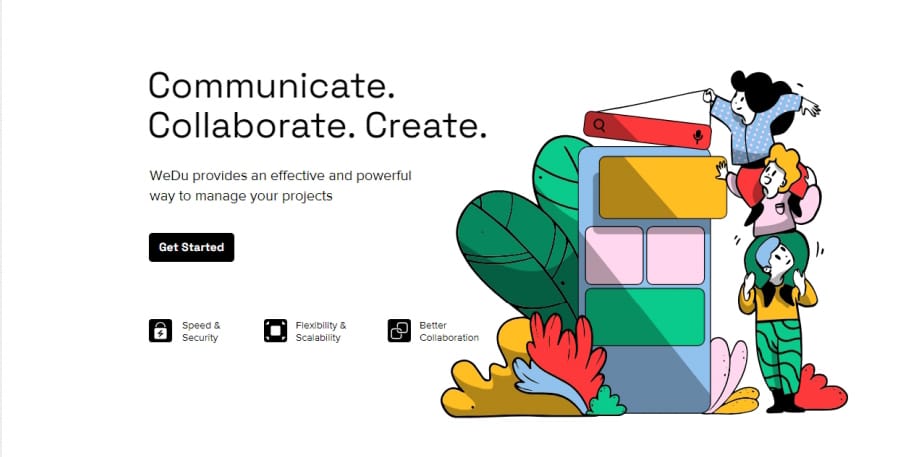 Communicate.
Collaborate. Create.
WeDu provides an effective and powerful
way to manage your projects
Get Started
Speed &
Security
Flexibility &
Scalability
Better
Collaboration